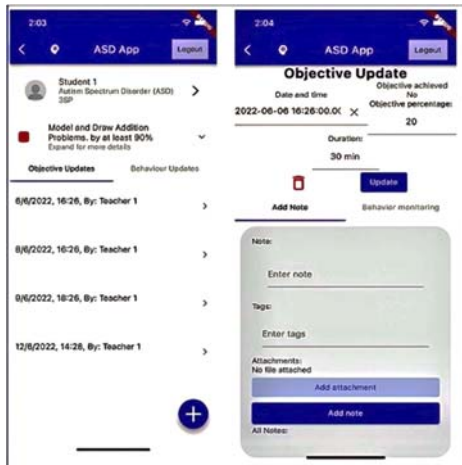 2:03
ASD App
Logout
Student 1
Autism Spectrum Disorder (ASD)
3SP
Model and Draw Addition
Problems. by at least 90%
Expand for more details
Objective Updates
Behaviour Updates
6/6/2022, 16:26, By: Teacher 1
8/6/2022, 16:26, By: Teacher 1
9/6/2022, 18:26, By: Teacher 1
12/6/2022, 14:28, By: Teacher 1
2:04
ASD App
Logout
Objective Update
Date and time
2022-06-06 16:26:00.0
Objective achieved
No
Objective percentage:
20
Duration:
30 min
Update
Add Note
Behavior monitoring
Note:
Enter note
Tags:
Enter tags
Attachments:
No file attached
Add attachment
Add note
All Notes: